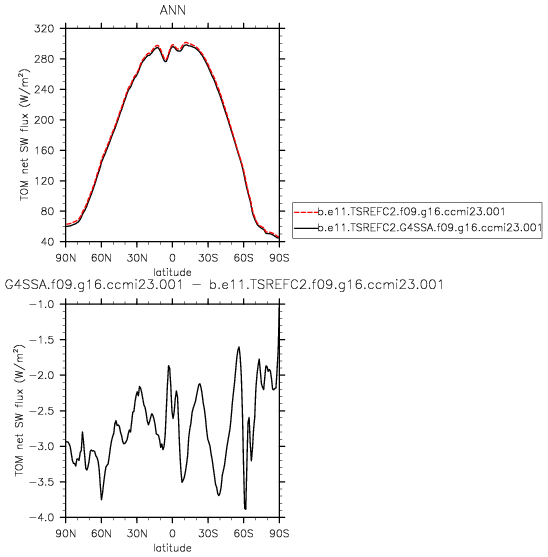 ANN
320
280
240
200
160
120
80
40
TOM net SW flux (W/m²)
90N 60N 30N 0 30S 60S 90S
latitude
b.e11.TSREFC2.f09.g16.ccmi23.001
b.e11.TSREFC2.G4SSA.f09.g16.ccmi23.001
G4SSA.f09.g16.ccmi23.001 − b.e11.TSREFC2.f09.g16.ccmi23.001
−1.0
−1.5
−2.0
−2.5
−3.0
−3.5
−4.0
TOM net SW flux (W/m²)
90N 60N 30N 0 30S 60S 90S
latitude